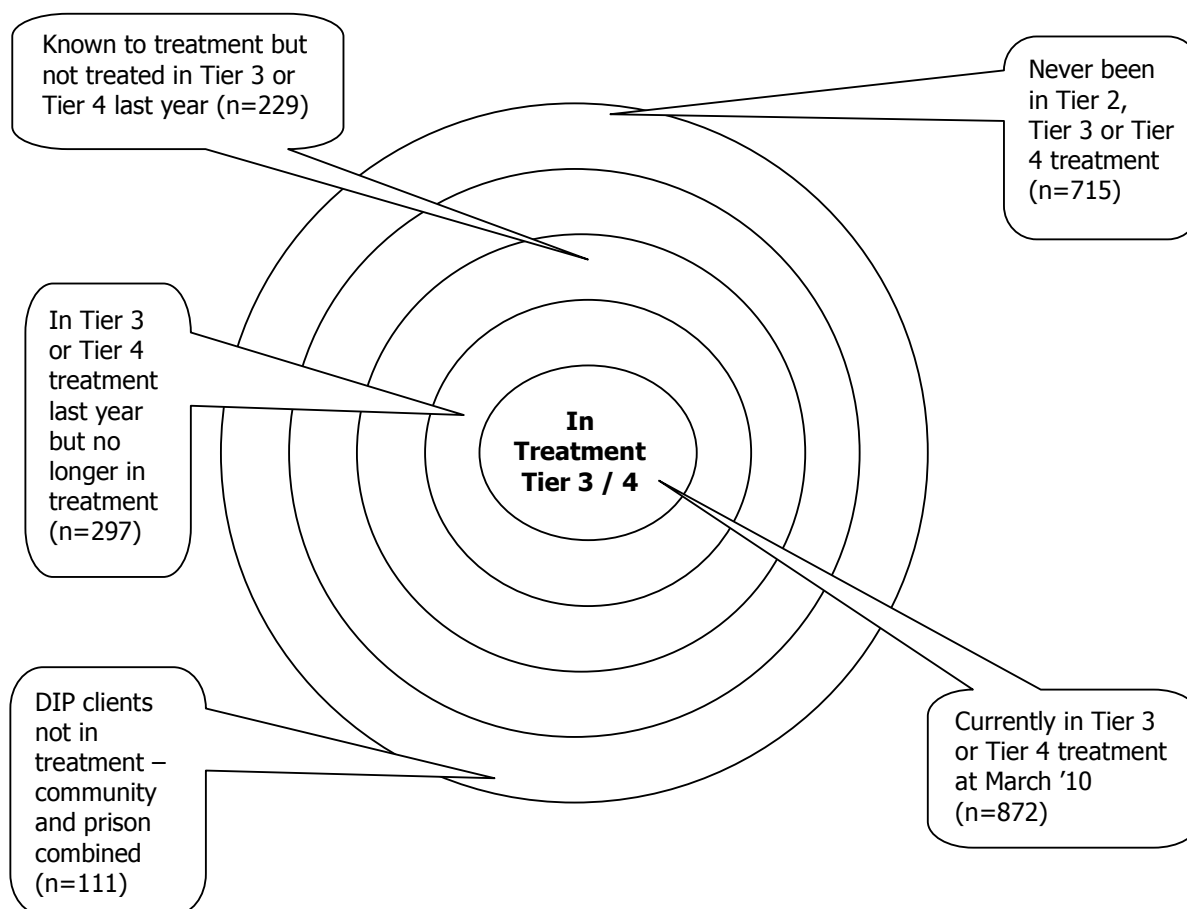 Known to treatment but
not treated in Tier 3 or
Tier 4 last year (n=229)
Never been
in Tier 2,
Tier 3 or Tier
4 treatment
(n=715)
In Tier 3
or Tier 4
treatment
last year
but no
longer in
treatment
(n=297)
In
Treatment
Tier 3 / 4
DIP clients
not in
treatment –
community
and prison
combined
(n=111)
Currently in Tier 3
or Tier 4 treatment
at March ’10
(n=872)